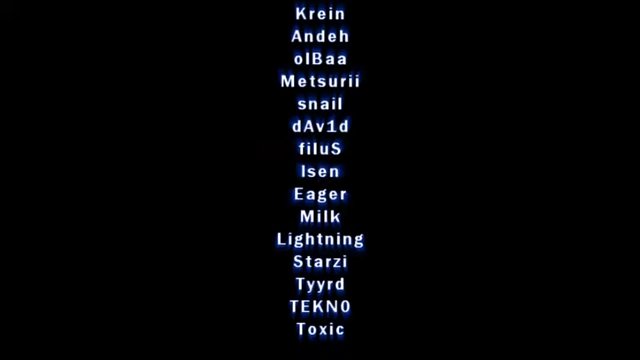 Krein
Andeh
olBaa
Metsurii
snail
dAv1d
filuS
Isen
Eager
Milk
Lightning
Starzi
Tyyrd
TEKN0
Toxic